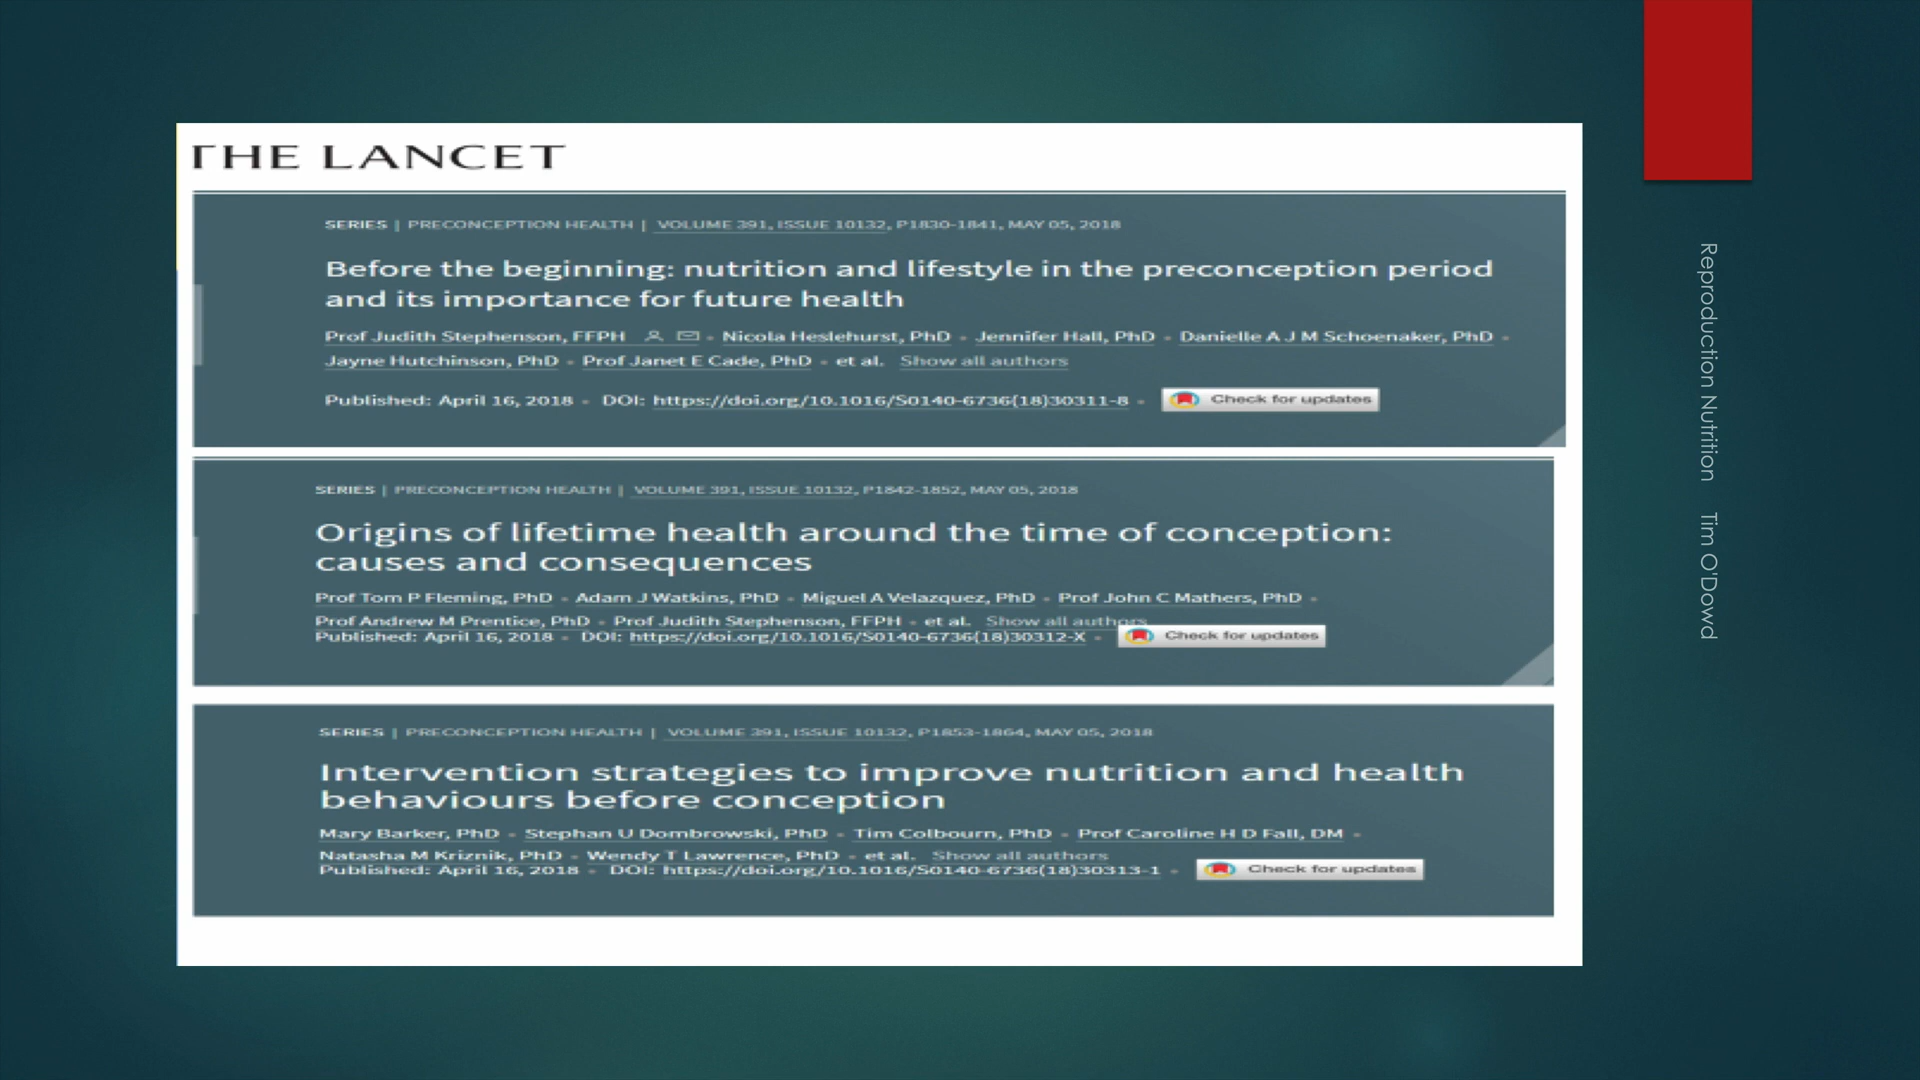 THE LANCET
SERIES | PRECONCEPTION HEALTH | VOLUME 391, ISSUE 10132, P1830-1841, MAY 05, 2018
Before the beginning: nutrition and lifestyle in the preconception period
and its importance for future health
Prof Judith Stephenson, FFPH • Nicola Heslehurst, PhD • Jennifer Hall, PhD • Danielle A J M Schoenaker, PhD •
Jayne Hutchinson, PhD • Prof Janet E Cade, PhD • et al. Show all authors
Published: April 16, 2018 • DOI: https://doi.org/10.1016/S0140-6736(18)30311-8 • Check for updates
SERIES | PRECONCEPTION HEALTH | VOLUME 391, ISSUE 10132, P1842-1852, MAY 05, 2018
Origins of lifetime health around the time of conception:
causes and consequences
Prof Tom P Fleming, PhD • Adam J Watkins, PhD • Miguel A Velazquez, PhD • Prof John C Mathers, PhD •
Prof Andrew M Prentice, PhD • Prof Judith Stephenson, FFPH • et al. Show all authors
Published: April 16, 2018 • DOI: https://doi.org/10.1016/S0140-6736(18)30312-X • Check for updates
SERIES | PRECONCEPTION HEALTH | VOLUME 391, ISSUE 10132, P1853-1864, MAY 05, 2018
Intervention strategies to improve nutrition and health
behaviours before conception
Mary Barker, PhD • Stephan U Dombrowski, PhD • Tim Colbourn, PhD • Prof Caroline H D Fall, DM •
Natasha M Kriznik, PhD • Wendy T Lawrence, PhD • et al. Show all authors
Published: April 16, 2018 • DOI: https://doi.org/10.1016/S0140-6736(18)30313-1 • Check for updates
Reproduction Nutrition Tim O'Dowd